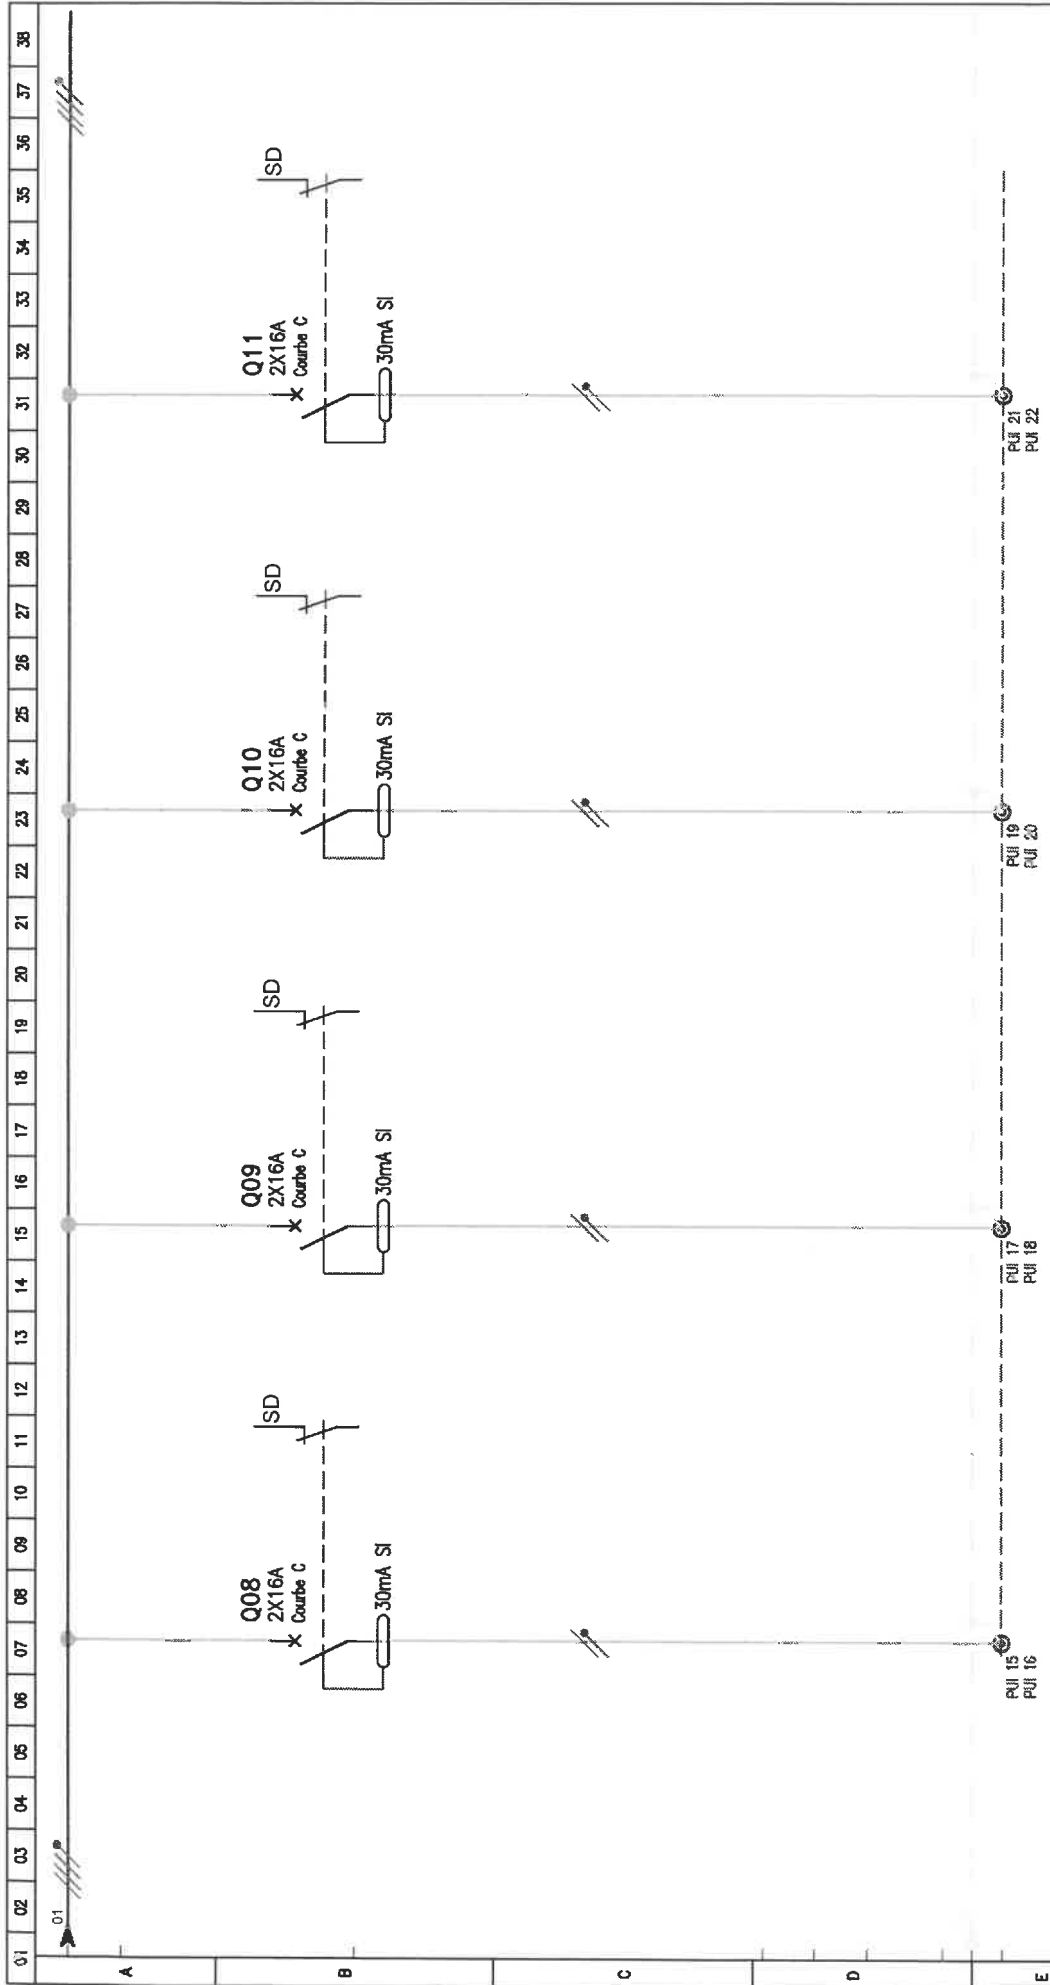 01 02 03 04 05 06 07 08 09 10 11 12 13 14 15 16 17 18 19 20 21 22 23 24 25 26 27 28 29 30 31 32 33 34 35 36 37 38
01
A
B
C
D
E
Q08
2X16A
Courbe C
30mA SI
SD
PUI 15
PUI 16
Q09
2X16A
Courbe C
30mA SI
SD
PUI 17
PUI 18
Q10
2X16A
Courbe C
30mA SI
SD
PUI 19
PUI 20
Q11
2X16A
Courbe C
30mA SI
SD
PUI 21
PUI 22